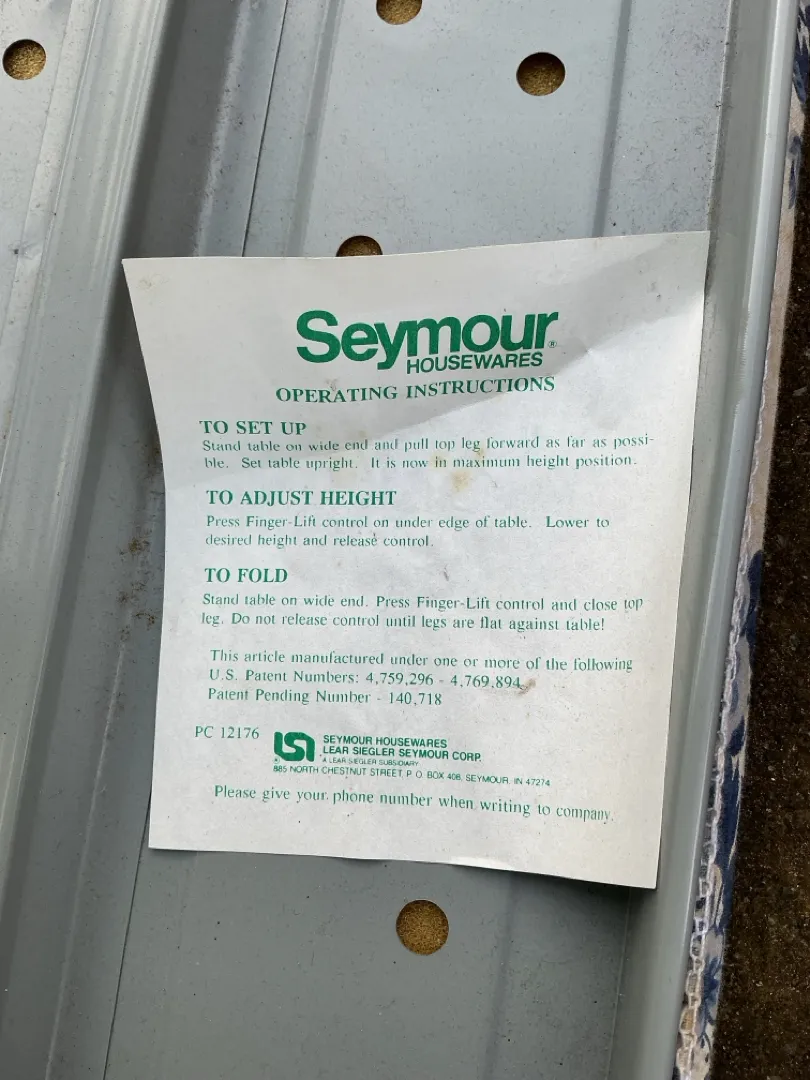 Seymour®
HOUSEWARES
OPERATING INSTRUCTIONS
TO SET UP
Stand table on wide end and pull top leg forward as far as possi-
ble. Set table upright. It is now in maximum height position.
TO ADJUST HEIGHT
Press Finger-Lift control on under edge of table. Lower to
desired height and release control.
TO FOLD
Stand table on wide end. Press Finger-Lift control and close top
leg. Do not release control until legs are flat against table!
This article manufactured under one or more of the following
U.S. Patent Numbers: 4,759,296 - 4,769,894
Patent Pending Number - 140,718
PC 12176
LSI
®
SEYMOUR HOUSEWARES
LEAR SIEGLER SEYMOUR CORP.
A LEAR SIEGLER SUBSIDIARY
885 NORTH CHESTNUT STREET, P. O. BOX 408, SEYMOUR, IN 47274
Please give your phone number when writing to company.